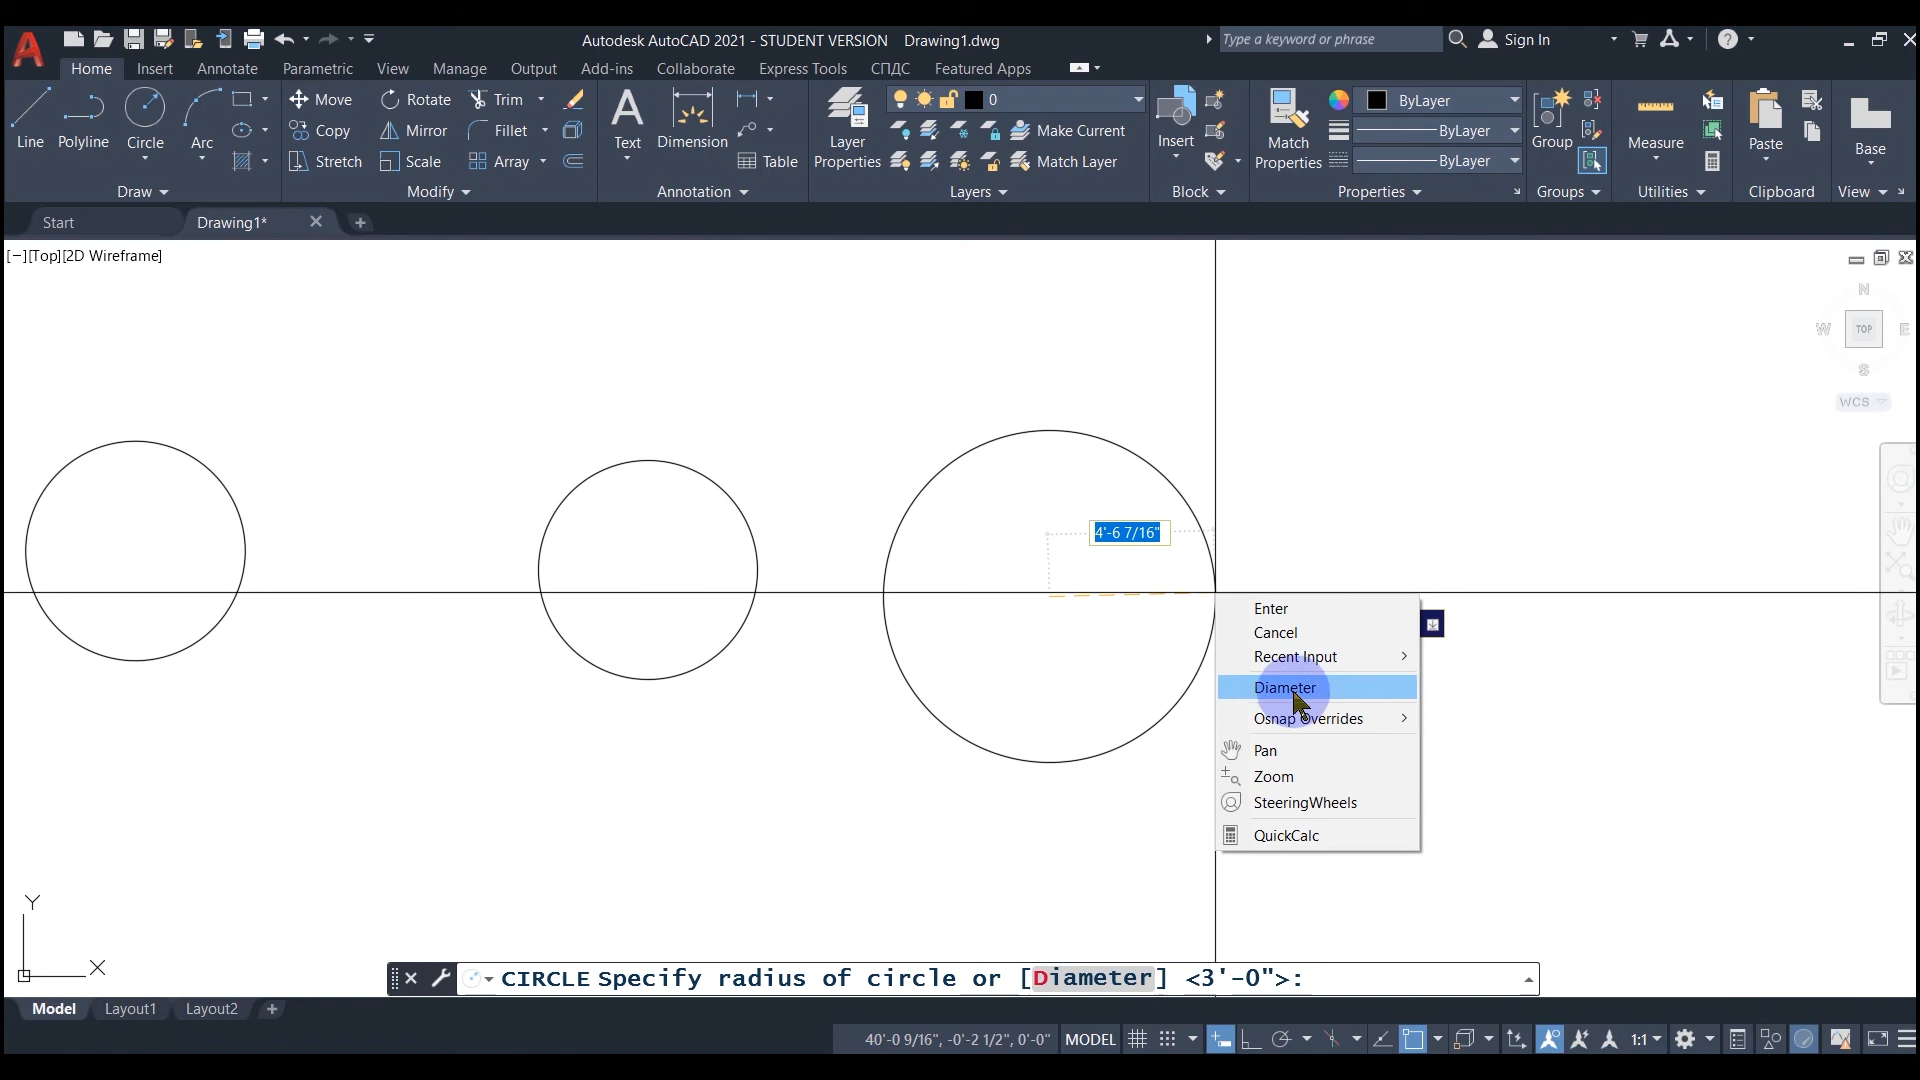 Autodesk AutoCAD 2021 - STUDENT VERSION Drawing1.dwg
Type a keyword or phrase
Sign In
Home Insert Annotate Parametric View Manage Output Add-ins Collaborate Express Tools СПДС Featured Apps
Line Polyline Circle Arc
Move Rotate Trim
Copy Mirror Fillet
Stretch Scale Array
Text Dimension Table
Layer Properties
0
Make Current
Match Layer
Insert
Match Properties
ByLayer
ByLayer
ByLayer
Group Measure Paste Base
Draw Modify Annotation Layers Block Properties Groups Utilities Clipboard View
Start Drawing1*
[−][Top][2D Wireframe]
N
W TOP E
S
WCS
4'-6 7/16"
Enter
Cancel
Recent Input
Diameter
Osnap Overrides
Pan
Zoom
SteeringWheels
QuickCalc
Y
X
CIRCLE Specify radius of circle or [Diameter] <3'-0">:
Model Layout1 Layout2
40'-0 9/16", -0'-2 1/2", 0'-0" MODEL 1:1